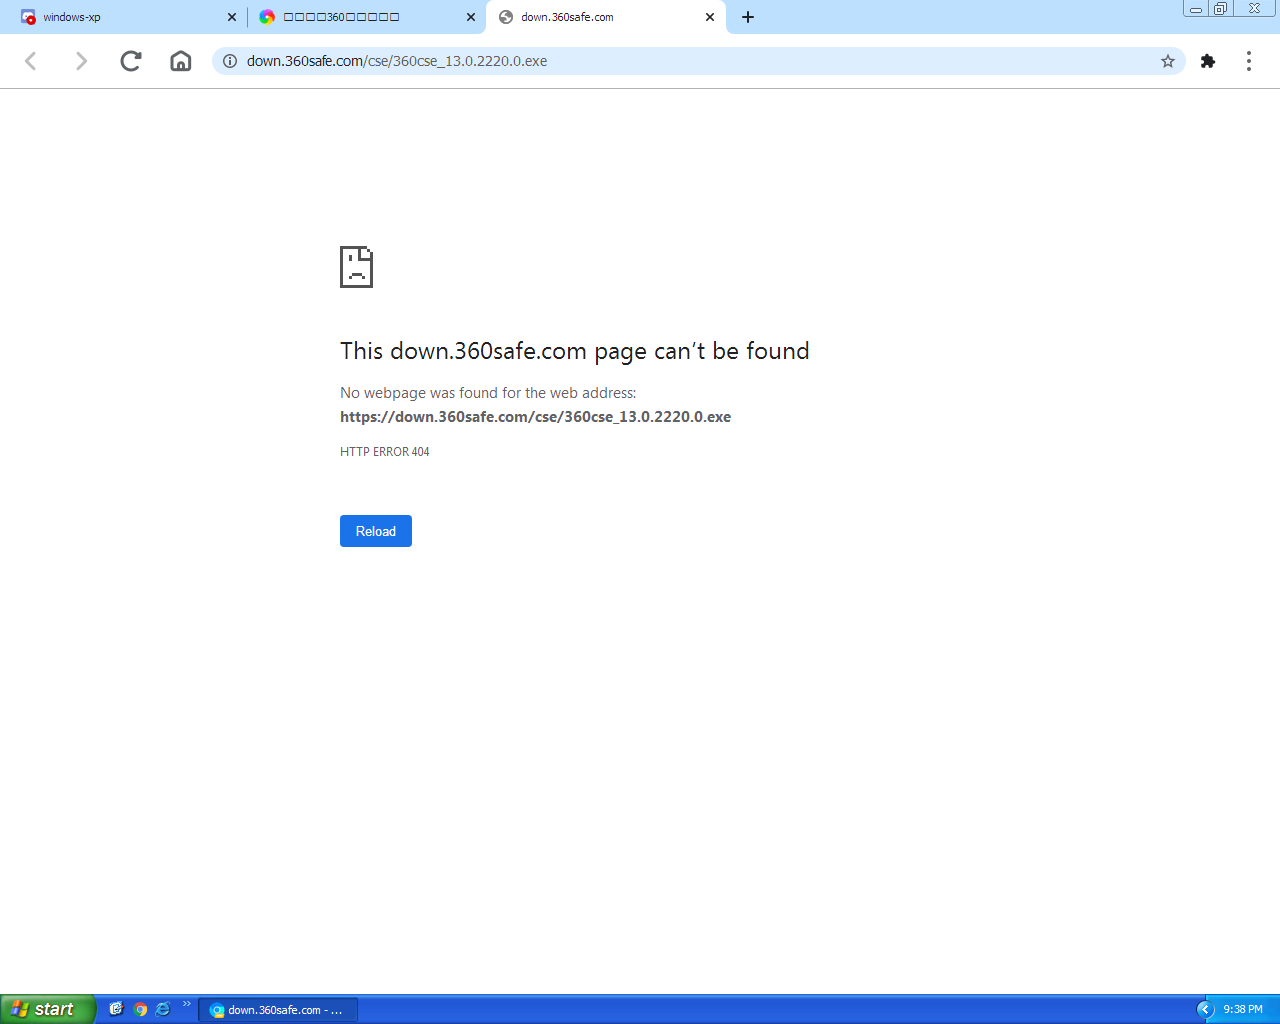 windows-xp
□□□□360□□□□□
down.360safe.com
down.360safe.com/cse/360cse_13.0.2220.0.exe
This down.360safe.com page can't be found
No webpage was found for the web address:
https://down.360safe.com/cse/360cse_13.0.2220.0.exe
HTTP ERROR 404
Reload
start
down.360safe.com - ...
9:38 PM